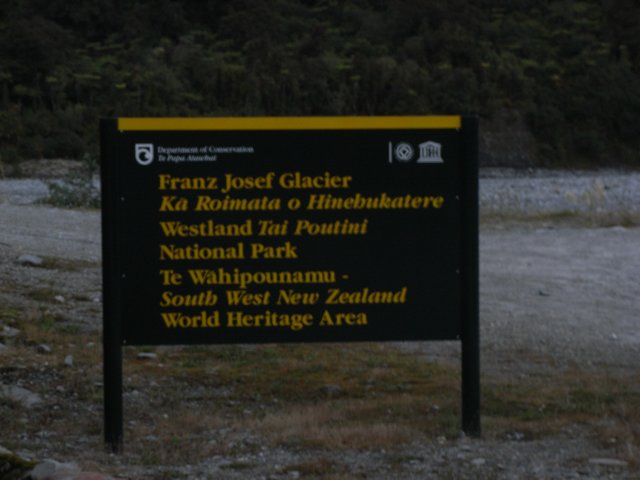 Department of Conservation
Te Papa Atawhai
Franz Josef Glacier
Kā Roimata o Hinehukatere
Westland Tai Poutini
National Park
Te Wāhipounamu -
South West New Zealand
World Heritage Area